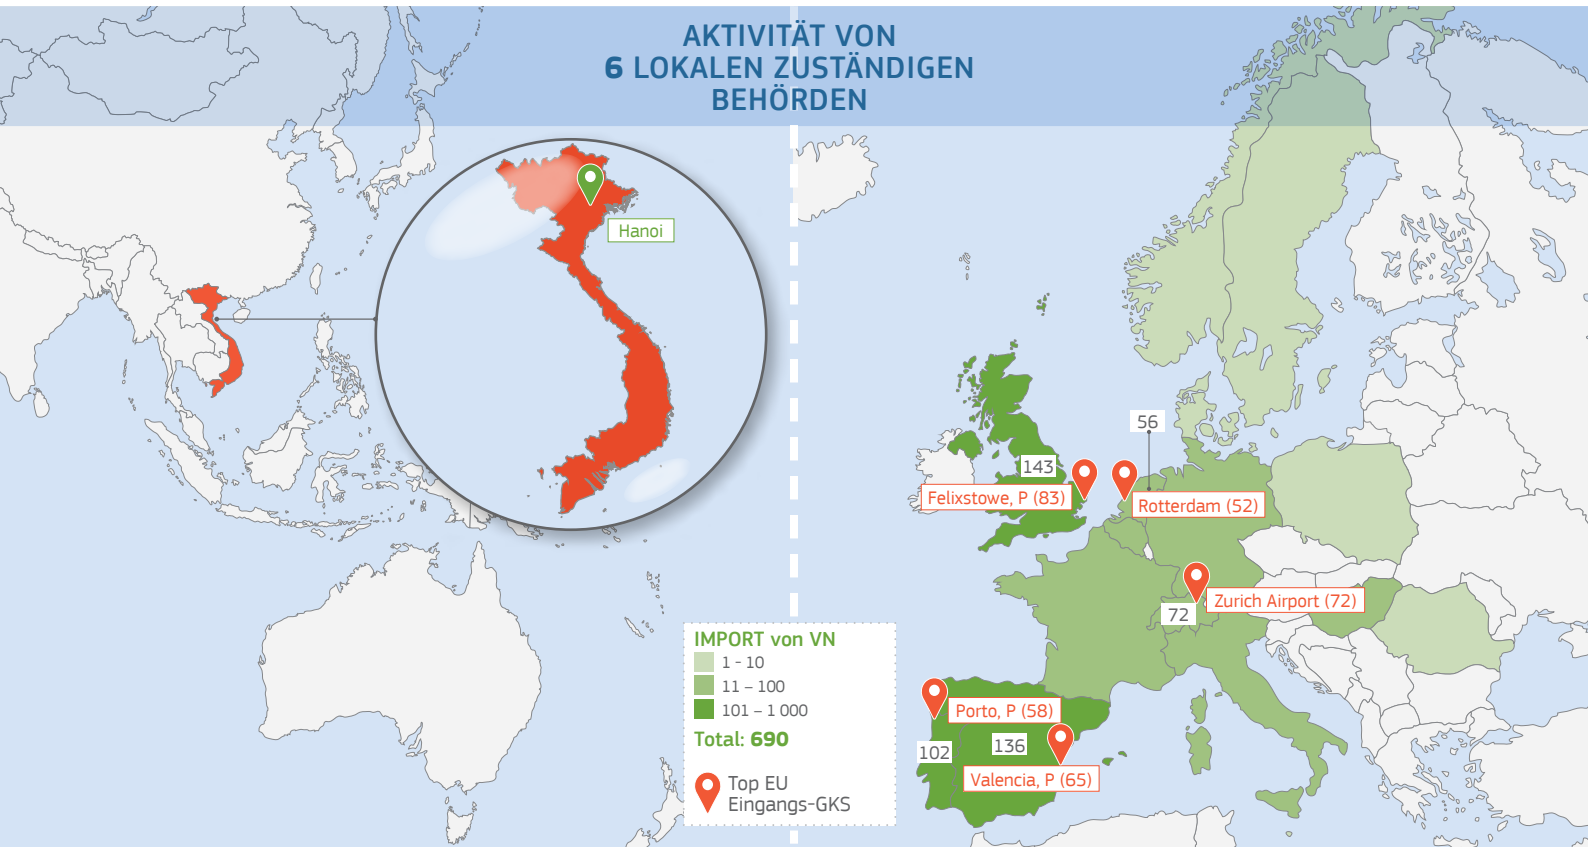 AKTIVITÄT VON
6 LOKALEN ZUSTÄNDIGEN
BEHÖRDEN
Hanoi
56
143
Felixstowe, P (83)
Rotterdam (52)
Zurich Airport (72)
72
Porto, P (58)
102
136
Valencia, P (65)
IMPORT von VN
1 - 10
11 – 100
101 – 1 000
Total: 690
Top EU
Eingangs-GKS